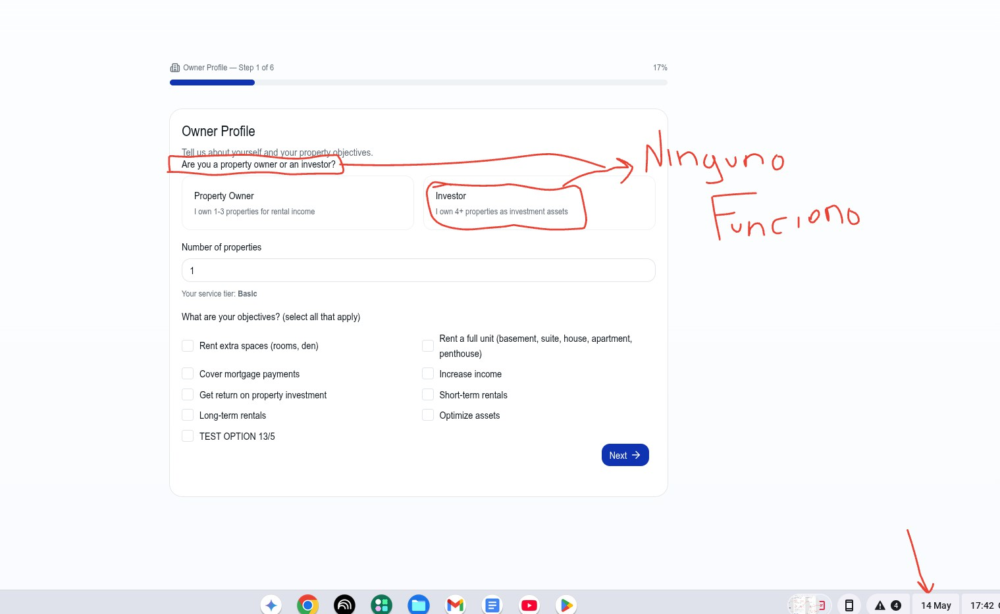 Owner Profile — Step 1 of 6
17%
Owner Profile
Tell us about yourself and your property objectives.
Are you a property owner or an investor?
Ninguno
Funciono
Property Owner
I own 1-3 properties for rental income
Investor
I own 4+ properties as investment assets
Number of properties
1
Your service tier: Basic
What are your objectives? (select all that apply)
Rent extra spaces (rooms, den)
Rent a full unit (basement, suite, house, apartment,
penthouse)
Cover mortgage payments
Increase income
Get return on property investment
Short-term rentals
Long-term rentals
Optimize assets
TEST OPTION 13/5
Next
4
14 May
17:42